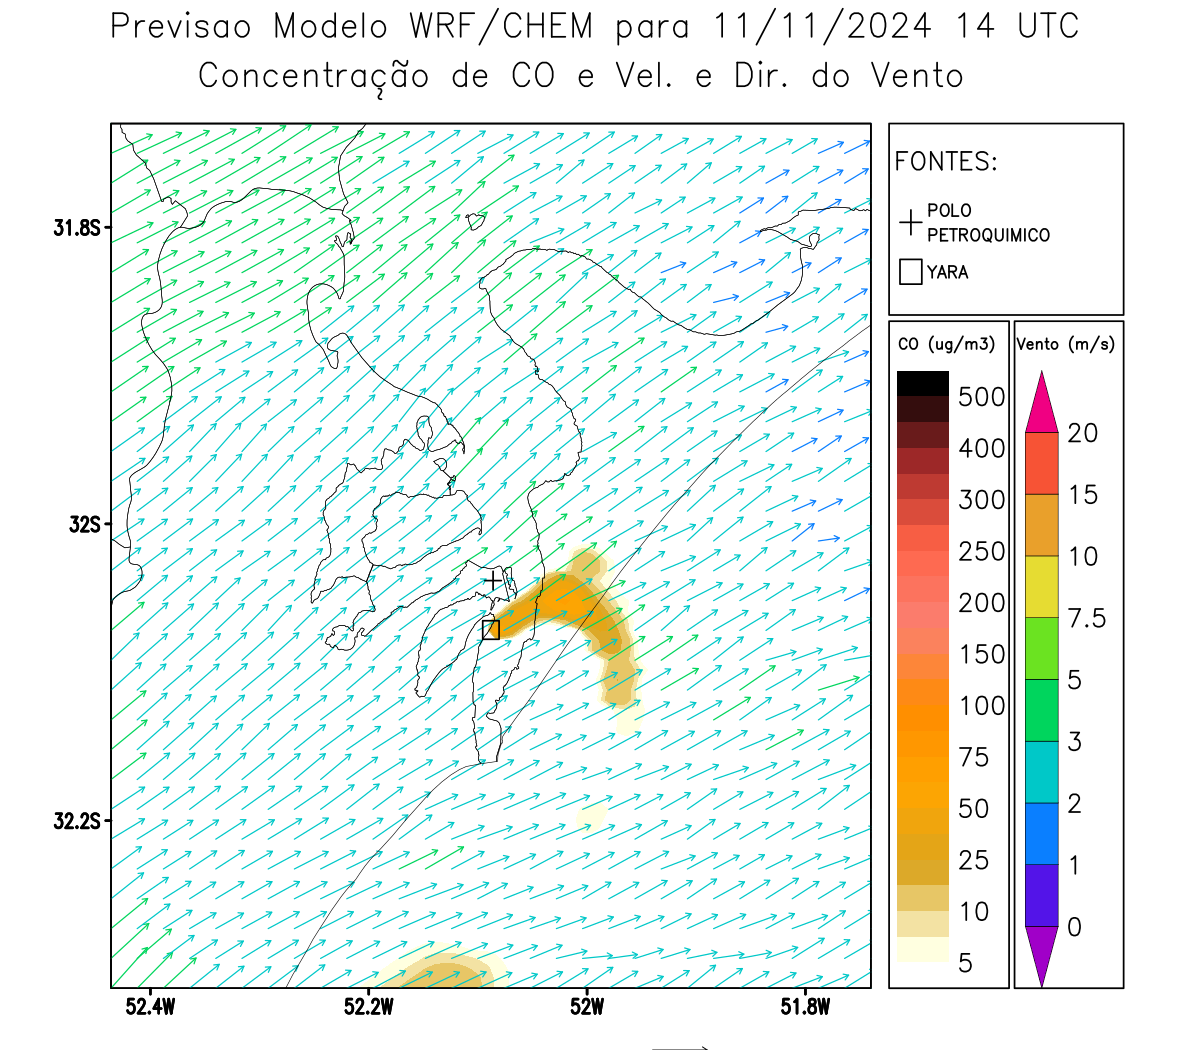 Previsao Modelo WRF/CHEM para 11/11/2024 14 UTC
Concentração de CO e Vel. e Dir. do Vento
FONTES:
POLO
PETROQUIMICO
YARA
31.8S
32S
32.2S
52.4W
52.2W
52W
51.8W
CO (ug/m3)
500
400
300
250
200
150
100
75
50
25
10
5
Vento (m/s)
20
15
10
7.5
5
3
2
1
0